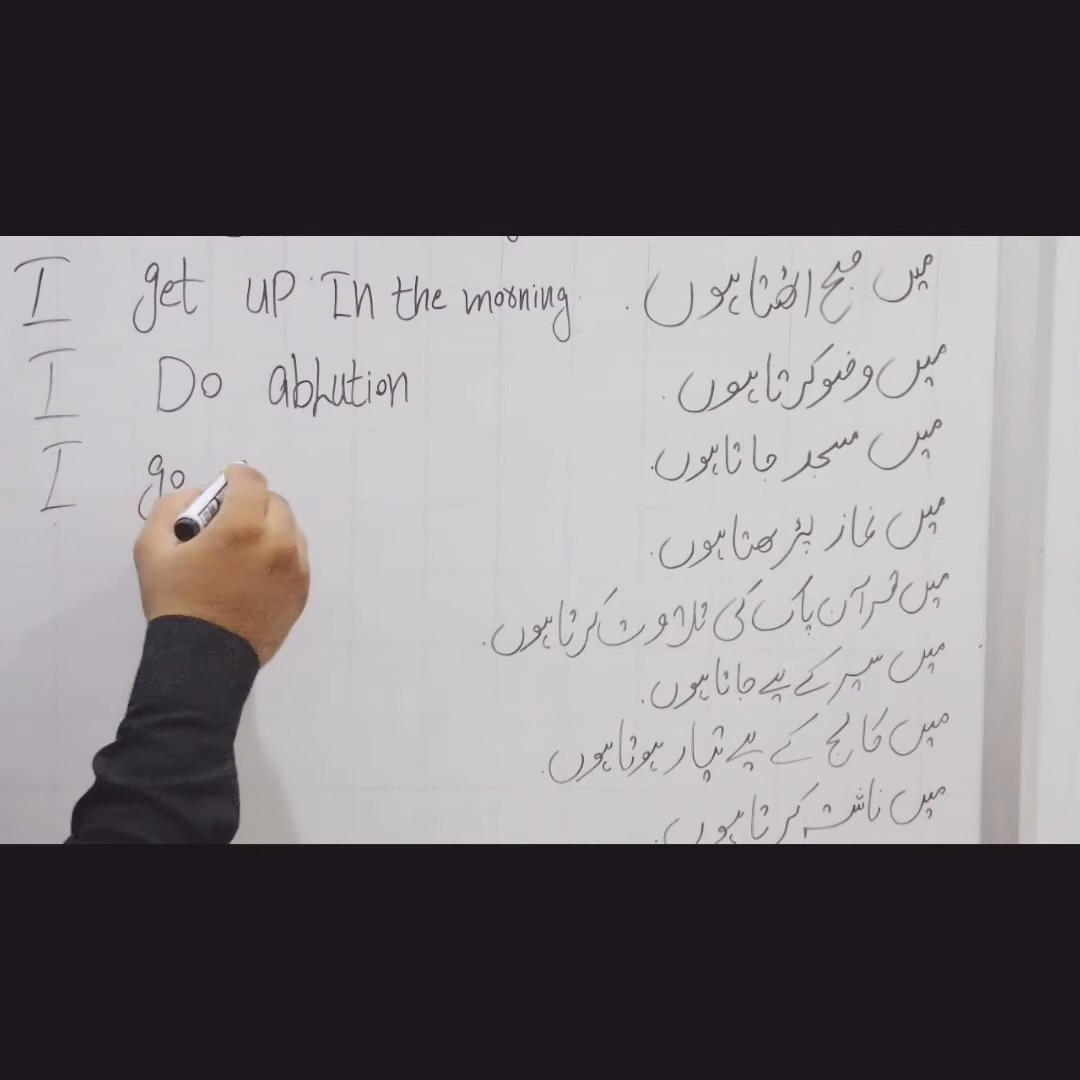 I get up In the morning. میں صبح اٹھتا ہوں.
I Do ablution میں وضو کرتا ہوں.
I go میں مسجد جاتا ہوں.
میں نماز پڑھتا ہوں.
میں قرآن پاک کی تلاوت کرتا ہوں.
میں سیر کے لیے جاتا ہوں.
میں کالج کے لیے تیار ہوتا ہوں.
میں ناشتہ کرتا ہوں.